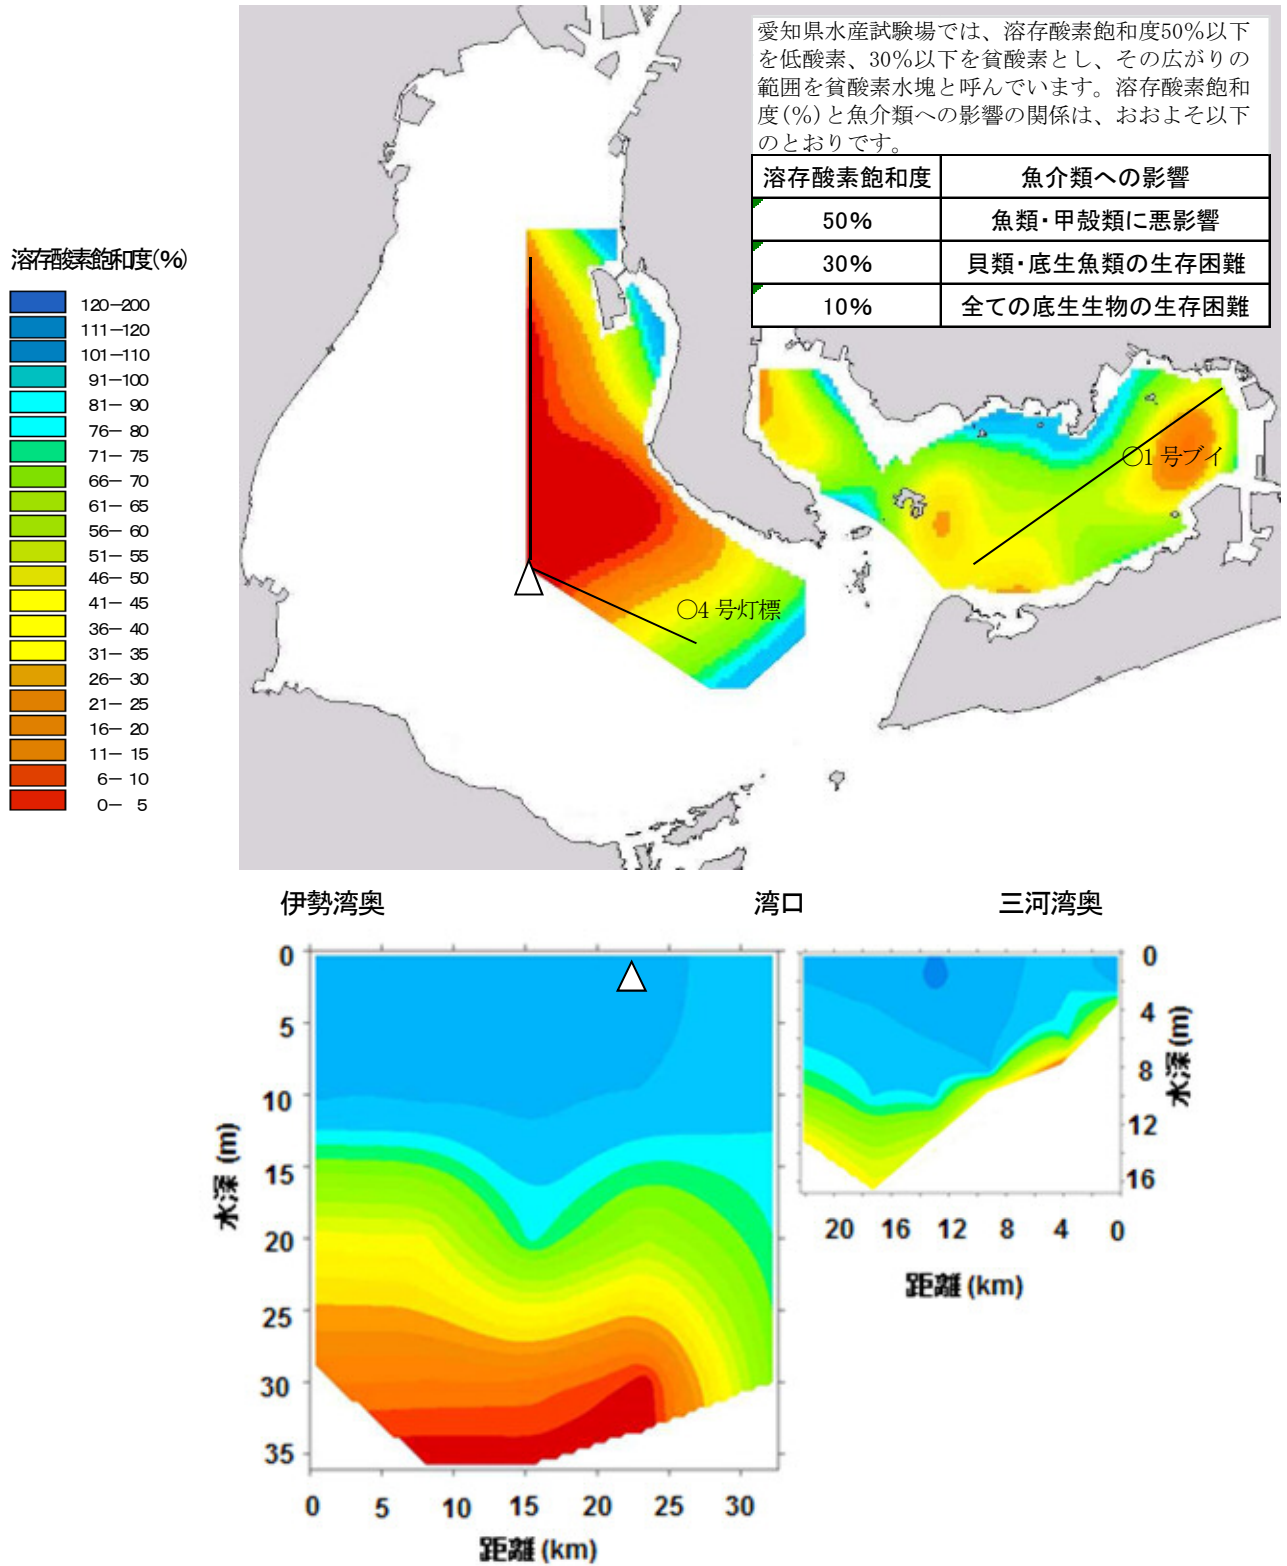 愛知県水産試験場では、溶存酸素飽和度50%以下
を低酸素、30%以下を貧酸素とし、その広がりの
範囲を貧酸素水塊と呼んでいます。溶存酸素飽和
度(%)と魚介類への影響の関係は、おおよそ以下
のとおりです。
溶存酸素飽和度 魚介類への影響
50% 魚類・甲殻類に悪影響
30% 貝類・底生魚類の生存困難
10% 全ての底生生物の生存困難
溶存酸素飽和度(%)
120-200
111-120
101-110
91-100
81- 90
76- 80
71- 75
66- 70
61- 65
56- 60
51- 55
46- 50
41- 45
36- 40
31- 35
26- 30
21- 25
16- 20
11- 15
6- 10
0- 5
○1 号ブイ
○4 号灯標
伊勢湾奥 湾口 三河湾奥
0
5
10
15
20
25
30
35
水深 (m)
0 5 10 15 20 25 30
距離 (km)
0
4
8
12
16
水深 (m)
20 16 12 8 4 0
距離 (km)